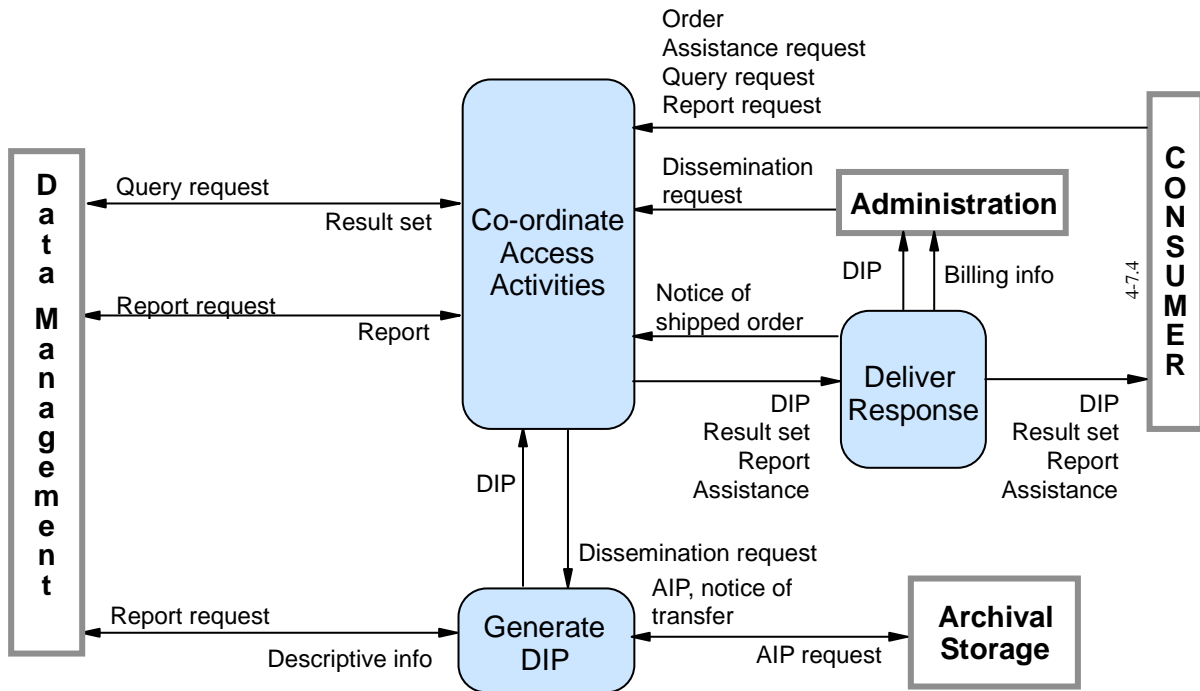 Order
Assistance request
Query request
Report request
CONSUMER
Data Management
Query request
Result set
Co-ordinate
Access
Activities
Dissemination
request
Administration
DIP
Billing info
4-7.4
Report request
Report
Notice of
shipped order
Deliver
Response
DIP
Result set
Report
Assistance
DIP
Result set
Report
Assistance
DIP
Dissemination request
Report request
Descriptive info
Generate
DIP
AIP, notice of
transfer
AIP request
Archival
Storage